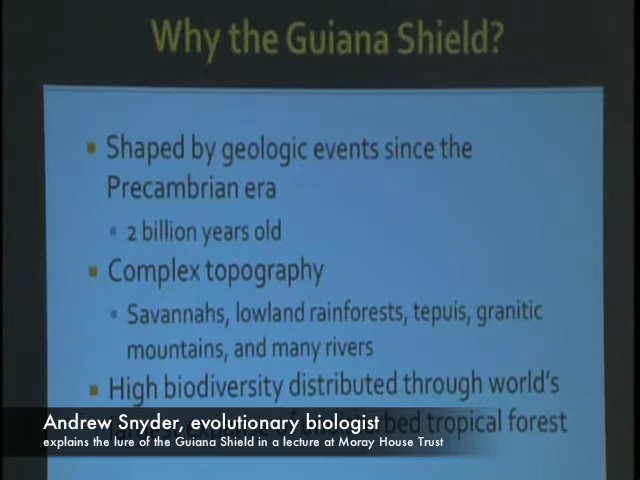 Why the Guiana Shield?
Shaped by geologic events since the
Precambrian era
2 billion years old
Complex topography
Savannahs, lowland rainforests, tepuis, granitic
mountains, and many rivers
High biodiversity distributed through world's
tropical forest
Andrew Snyder, evolutionary biologist
explains the lure of the Guiana Shield in a lecture at Moray House Trust